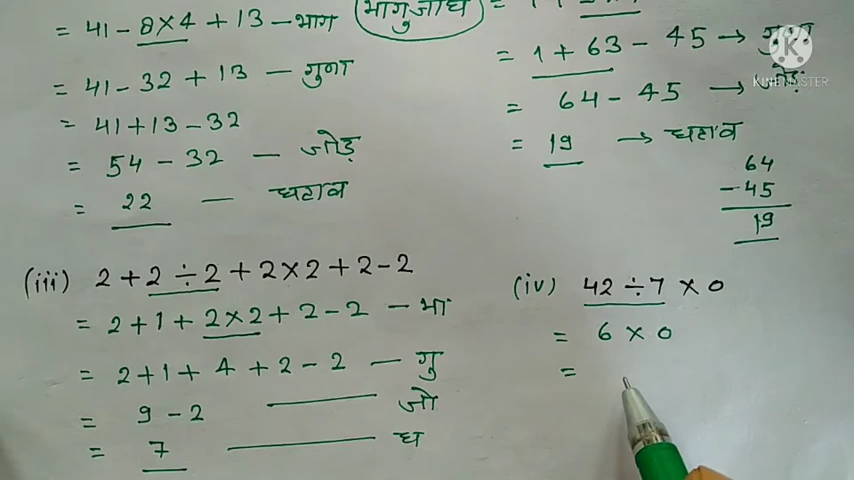 = 41 - 8 × 4 + 13 - भाग
= 41 - 32 + 13 - गुणा
= 41 + 13 - 32
= 54 - 32 - जोड़
= 22 - घटाव
भागुजोघ
= 1 + 63 - 45 → गुणा
= 64 - 45 → जोड़
= 19 → घटाव
64
- 45
19
KINEMASTER
(iii) 2 + 2 ÷ 2 + 2 × 2 + 2 - 2
= 2 + 1 + 2 × 2 + 2 - 2 - भा
= 2 + 1 + 4 + 2 - 2 - गु
= 9 - 2 - जो
= 7 - घ
(iv) 42 ÷ 7 × 0
= 6 × 0
=